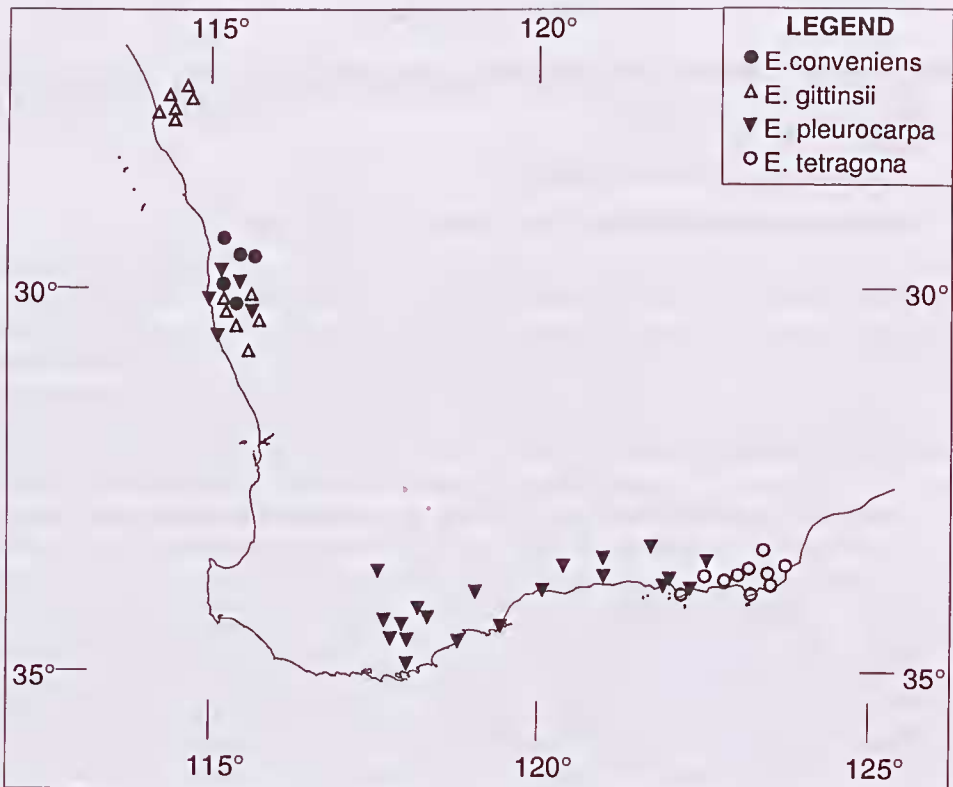 115°
120°
LEGEND
E.conveniens
E. gittinsii
E. pleurocarpa
E. tetragona
30°
30°
35°
35°
115°
120°
125°